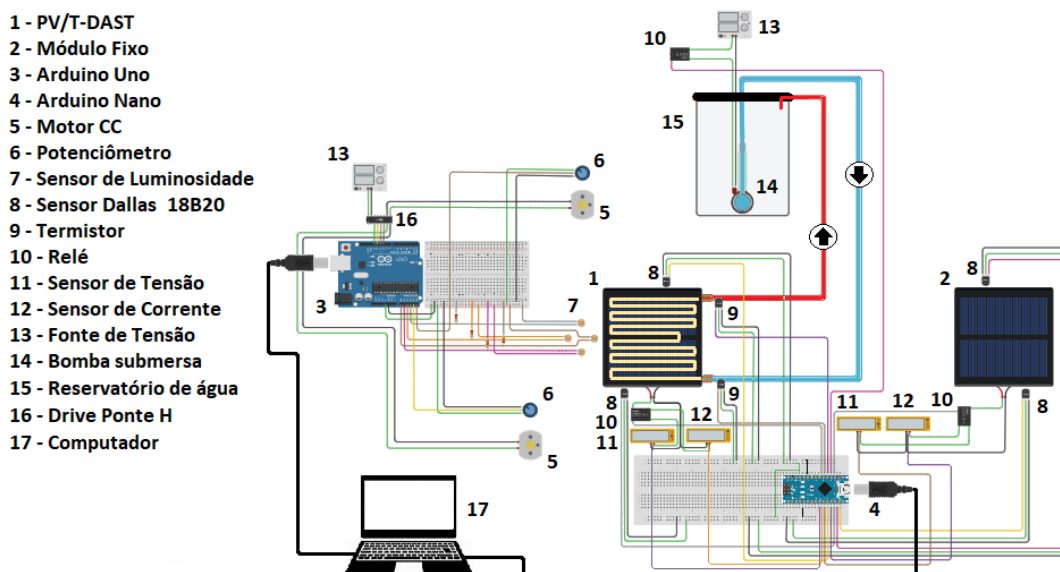 1 - PV/T-DAST
2 - Módulo Fixo
3 - Arduino Uno
4 - Arduino Nano
5 - Motor CC
6 - Potenciômetro
7 - Sensor de Luminosidade
8 - Sensor Dallas 18B20
9 - Termistor
10 - Relé
11 - Sensor de Tensão
12 - Sensor de Corrente
13 - Fonte de Tensão
14 - Bomba submersa
15 - Reservatório de água
16 - Drive Ponte H
17 - Computador
13
10
15
14
13
6
5
16
3
7
6
5
17
1
8
9
9
8
10
11
12
2
8
11
12
10
8
4